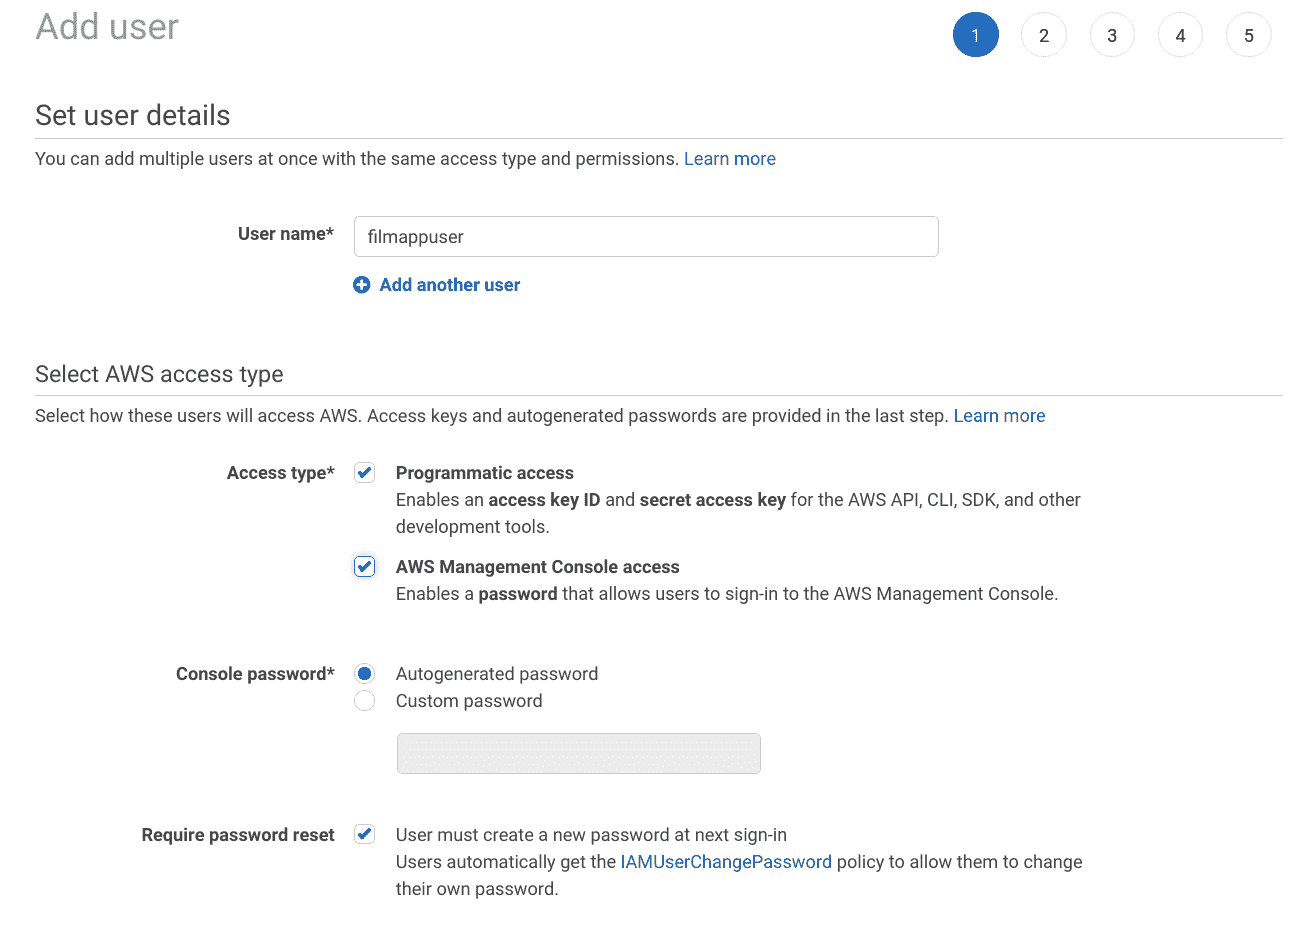 Add user
1 2 3 4 5
Set user details
You can add multiple users at once with the same access type and permissions. Learn more
User name* filmappuser
Add another user
Select AWS access type
Select how these users will access AWS. Access keys and autogenerated passwords are provided in the last step. Learn more
Access type* Programmatic access
Enables an access key ID and secret access key for the AWS API, CLI, SDK, and other
development tools.
AWS Management Console access
Enables a password that allows users to sign-in to the AWS Management Console.
Console password* Autogenerated password
Custom password
Require password reset User must create a new password at next sign-in
Users automatically get the IAMUserChangePassword policy to allow them to change
their own password.